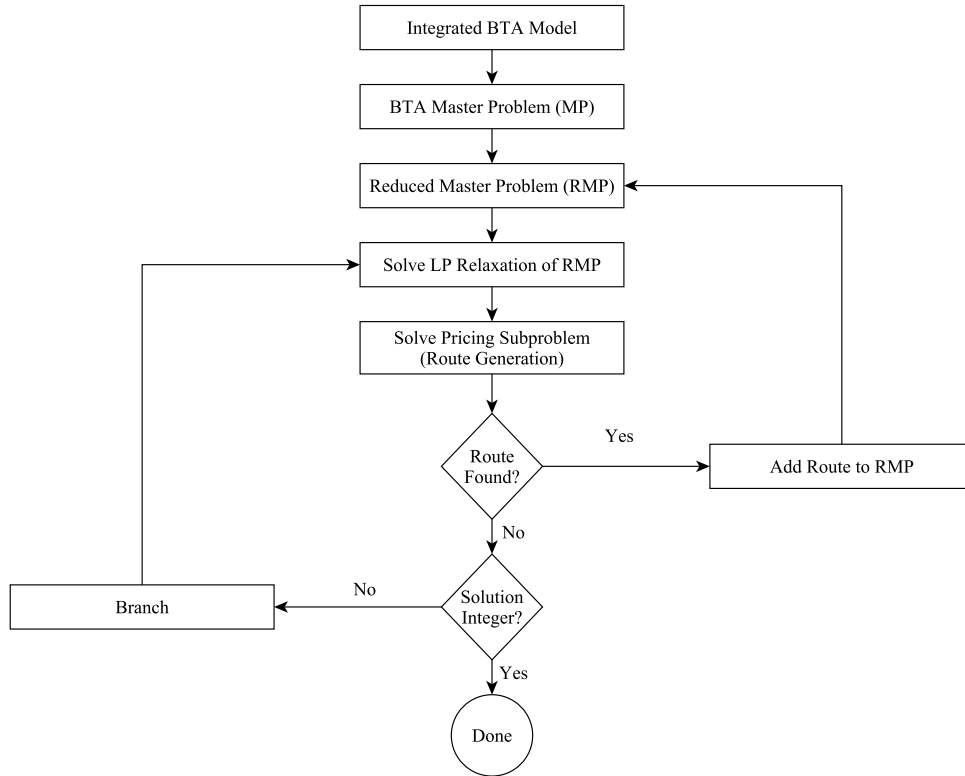 Integrated BTA Model
BTA Master Problem (MP)
Reduced Master Problem (RMP)
Solve LP Relaxation of RMP
Solve Pricing Subproblem
(Route Generation)
Route
Found?
Yes
Add Route to RMP
No
Solution
Integer?
No
Branch
Yes
Done